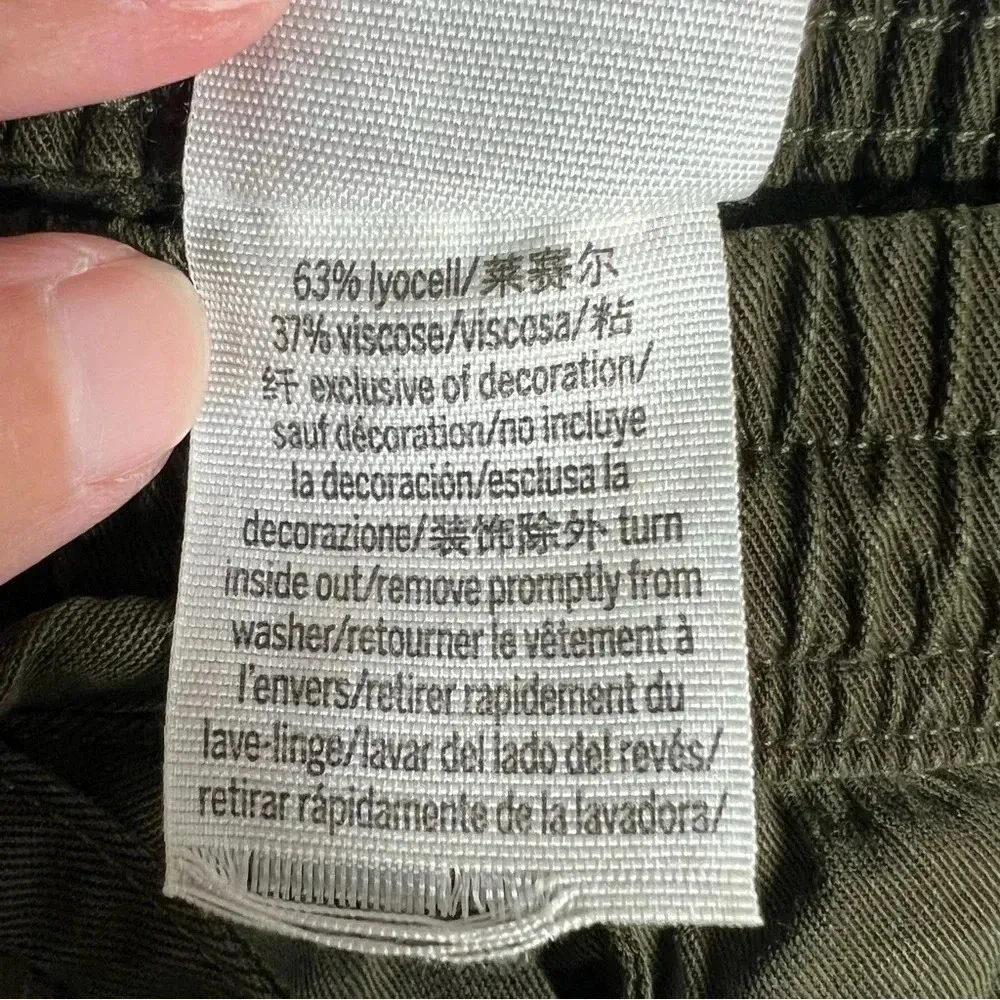 63% lyocell/莱赛尔
37% viscose/viscosa/粘
纤 exclusive of decoration/
sauf décoration/no incluye
la decoración/esclusa la
decorazione/装饰除外 turn
inside out/remove promptly from
washer/retourner le vêtement à
l'envers/retirer rapidement du
lave-linge/lavar del lado del revés/
retirar rápidamente de la lavadora/